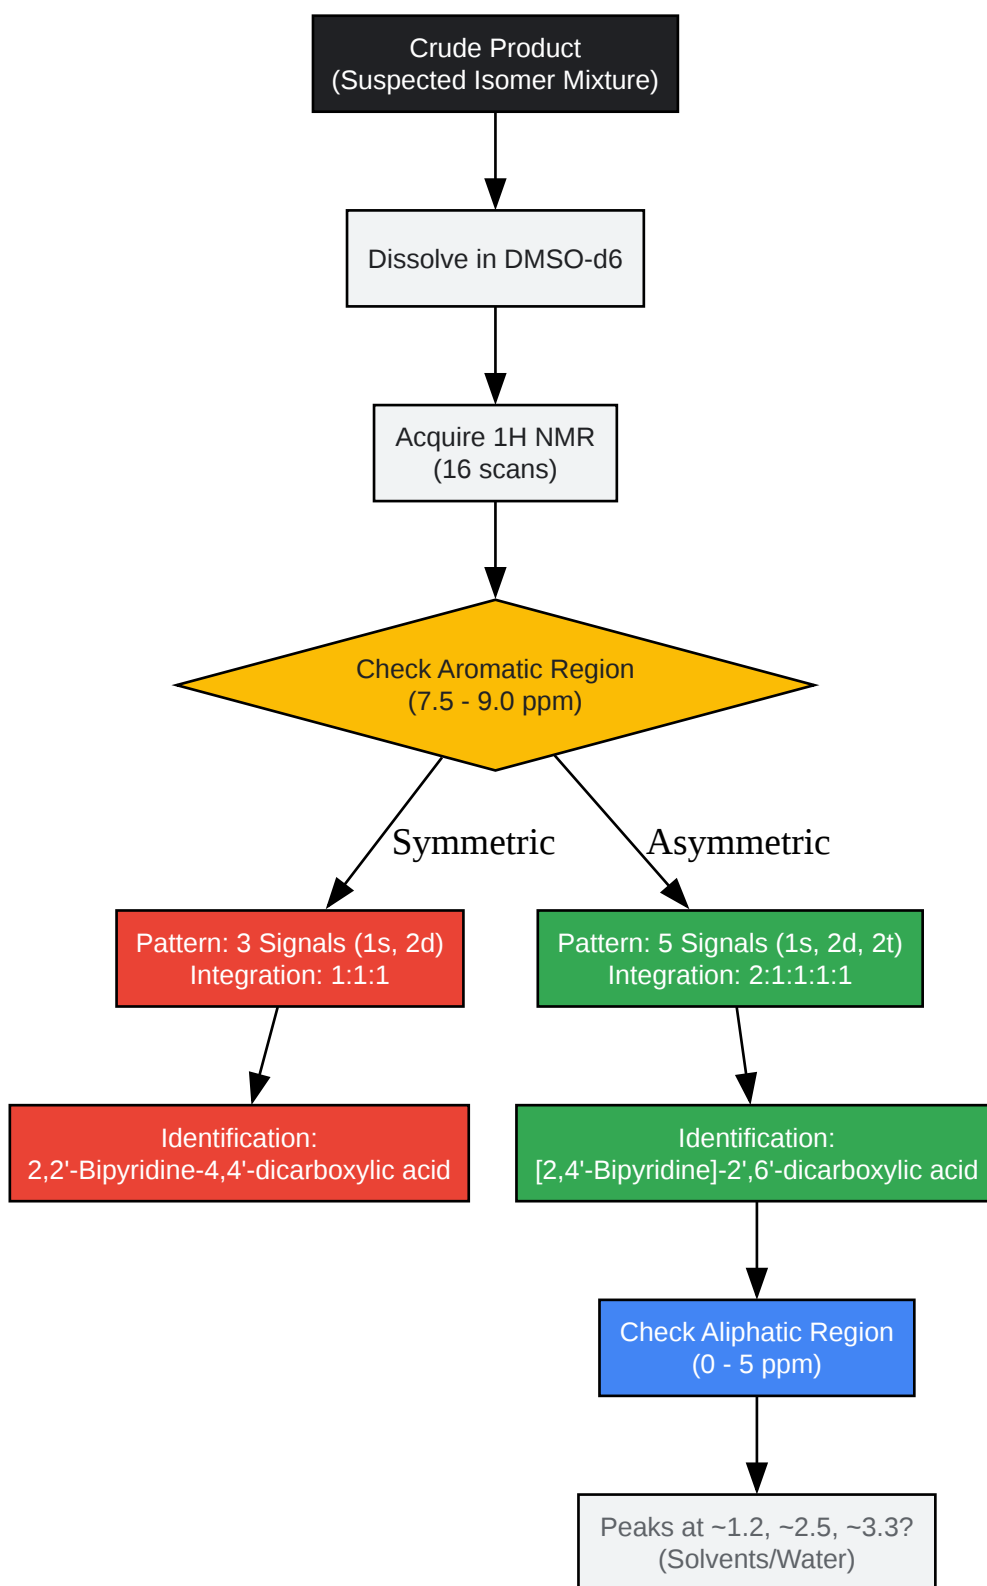 Crude Product
(Suspected Isomer Mixture)
Dissolve in DMSO-d6
Acquire 1H NMR
(16 scans)
Check Aromatic Region
(7.5 - 9.0 ppm)
Symmetric
Asymmetric
Pattern: 3 Signals (1s, 2d)
Integration: 1:1:1
Pattern: 5 Signals (1s, 2d, 2t)
Integration: 2:1:1:1:1
Identification:
2,2'-Bipyridine-4,4'-dicarboxylic acid
Identification:
[2,4'-Bipyridine]-2',6'-dicarboxylic acid
Check Aliphatic Region
(0 - 5 ppm)
Peaks at ~1.2, ~2.5, ~3.3?
(Solvents/Water)